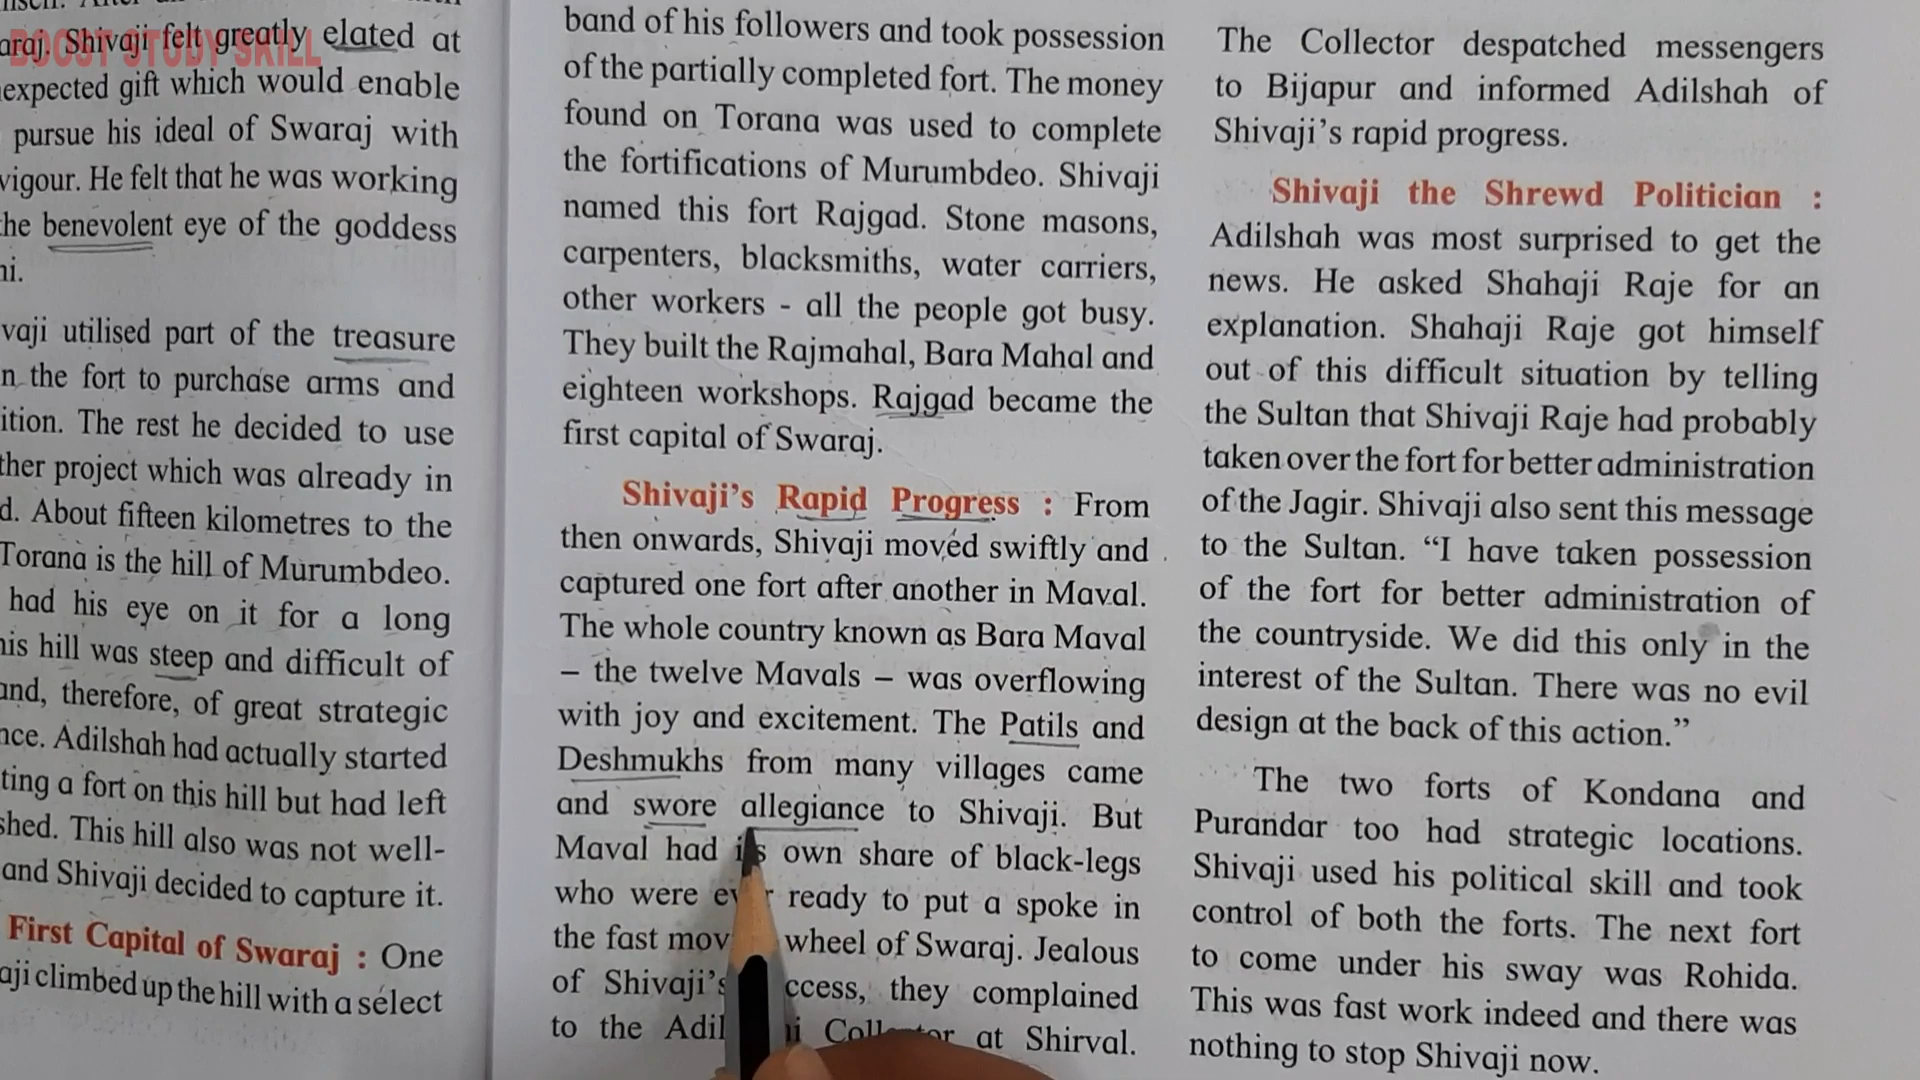 BOOST STUDY SKILL
Shivaji felt greatly elated at
expected gift which would enable
pursue his ideal of Swaraj with
vigour. He felt that he was working
the benevolent eye of the goddess
utilised part of the treasure
the fort to purchase arms and
The rest he decided to use
project which was already in
About fifteen kilometres to the
Torana is the hill of Murumbdeo.
had his eye on it for a long
hill was steep and difficult of
and, therefore, of great strategic
Adilshah had actually started
a fort on this hill but had left
This hill also was not well-
and Shivaji decided to capture it.
First Capital of Swaraj : One
climbed up the hill with a select
band of his followers and took possession
of the partially completed fort. The money
found on Torana was used to complete
the fortifications of Murumbdeo. Shivaji
named this fort Rajgad. Stone masons,
carpenters, blacksmiths, water carriers,
other workers - all the people got busy.
They built the Rajmahal, Bara Mahal and
eighteen workshops. Rajgad became the
first capital of Swaraj.
Shivaji's Rapid Progress : From
then onwards, Shivaji moved swiftly and
captured one fort after another in Maval.
The whole country known as Bara Maval
– the twelve Mavals – was overflowing
with joy and excitement. The Patils and
Deshmukhs from many villages came
and swore allegiance to Shivaji. But
Maval had its own share of black-legs
who were ready to put a spoke in
the fast wheel of Swaraj. Jealous
of Shivaji's they complained
to the Collector at Shirval.
The Collector despatched messengers
to Bijapur and informed Adilshah of
Shivaji's rapid progress.
Shivaji the Shrewd Politician :
Adilshah was most surprised to get the
news. He asked Shahaji Raje for an
explanation. Shahaji Raje got himself
out of this difficult situation by telling
the Sultan that Shivaji Raje had probably
taken over the fort for better administration
of the Jagir. Shivaji also sent this message
to the Sultan. “I have taken possession
of the fort for better administration of
the countryside. We did this only in the
interest of the Sultan. There was no evil
design at the back of this action.”
The two forts of Kondana and
Purandar too had strategic locations.
Shivaji used his political skill and took
control of both the forts. The next fort
to come under his sway was Rohida.
This was fast work indeed and there was
nothing to stop Shivaji now.